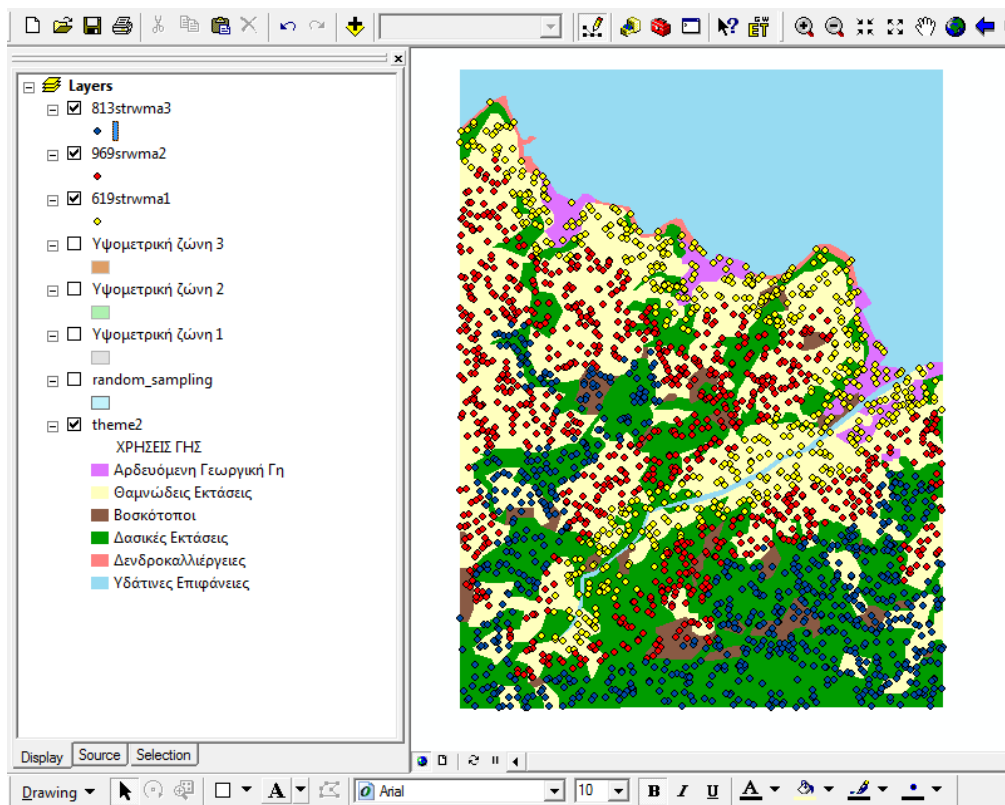 Layers
813strwma3
969srwma2
619strwma1
Υψομετρική ζώνη 3
Υψομετρική ζώνη 2
Υψομετρική ζώνη 1
random_sampling
theme2
ΧΡΗΣΕΙΣ ΓΗΣ
Αρδευόμενη Γεωργική Γη
Θαμνώδεις Εκτάσεις
Βοσκότοποι
Δασικές Εκτάσεις
Δενδροκαλλιέργειες
Υδάτινες Επιφάνειες
Display Source Selection
Drawing A Arial 10 B I U A